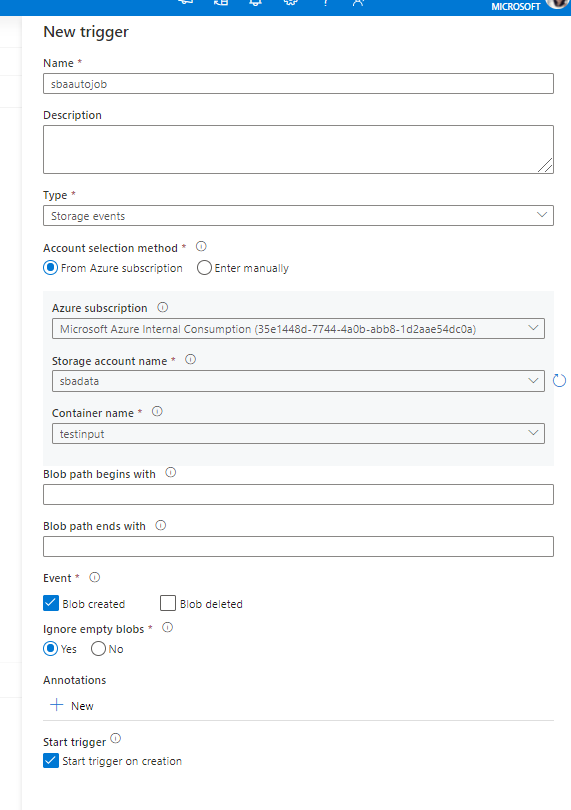 MICROSOFT
New trigger
Name *
sbaautojob
Description
Type *
Storage events
Account selection method *
From Azure subscription Enter manually
Azure subscription
Microsoft Azure Internal Consumption (35e1448d-7744-4a0b-abb8-1d2aae54dc0a)
Storage account name *
sbadata
Container name *
testinput
Blob path begins with
Blob path ends with
Event *
Blob created Blob deleted
Ignore empty blobs *
Yes No
Annotations
New
Start trigger
Start trigger on creation